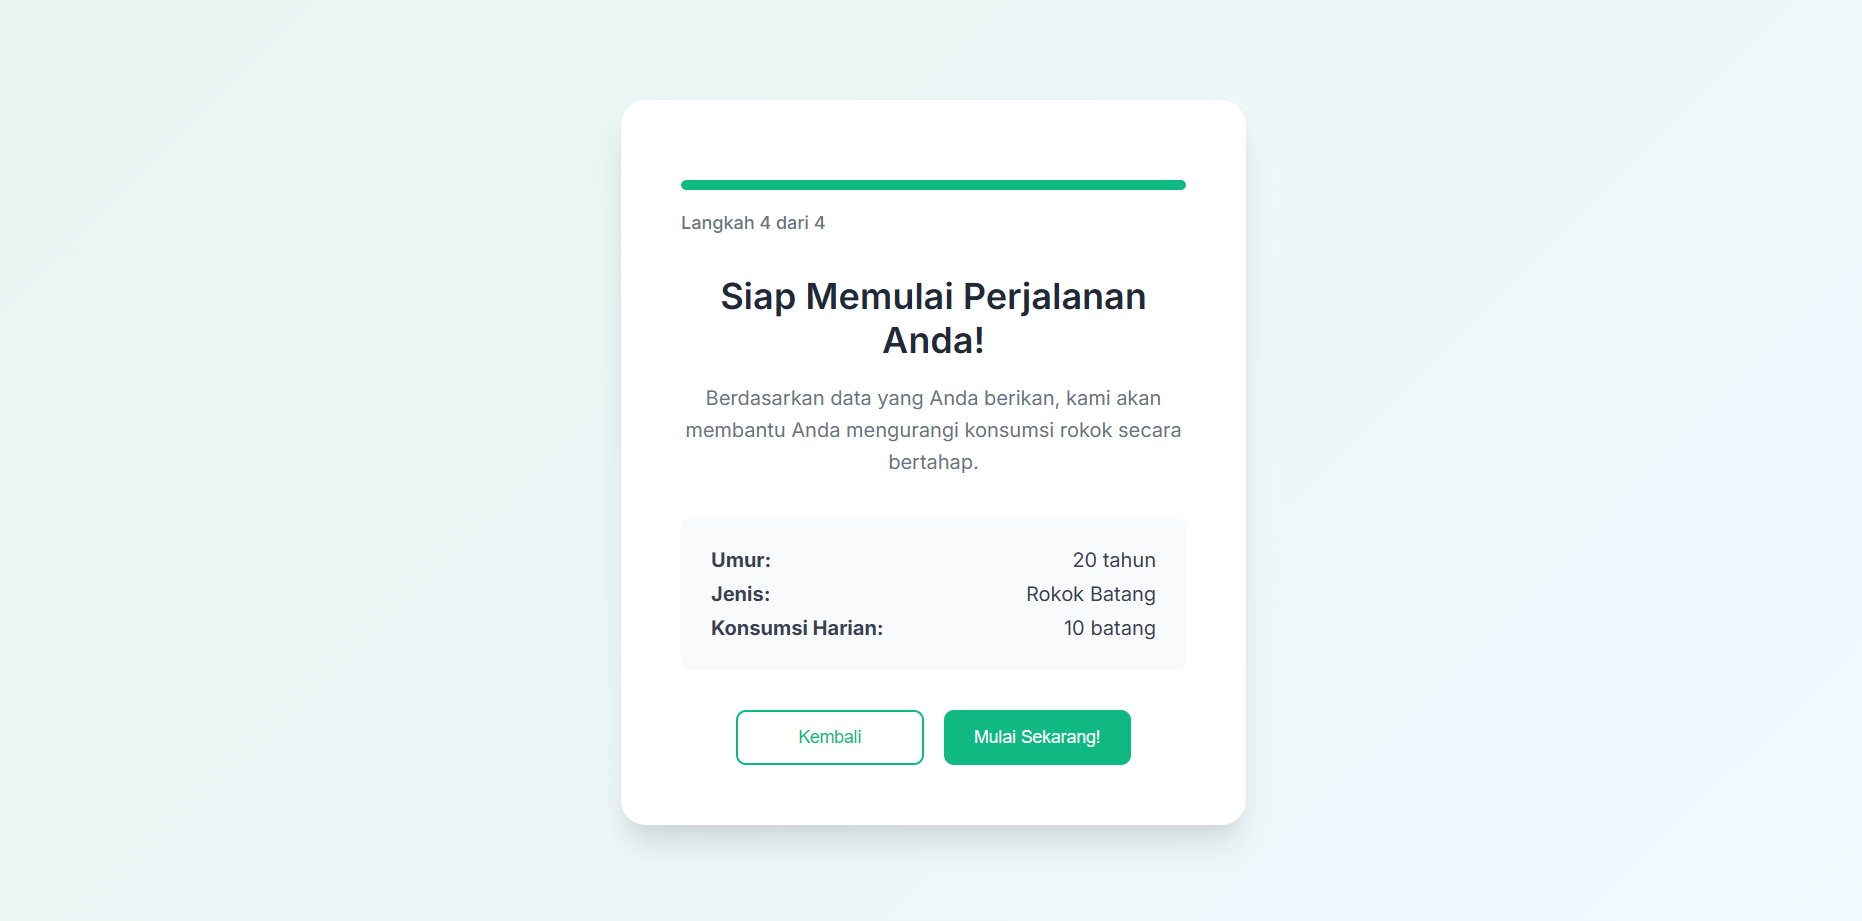 Langkah 4 dari 4
Siap Memulai Perjalanan
Anda!
Berdasarkan data yang Anda berikan, kami akan
membantu Anda mengurangi konsumsi rokok secara
bertahap.
Umur: 20 tahun
Jenis: Rokok Batang
Konsumsi Harian: 10 batang
Kembali Mulai Sekarang!